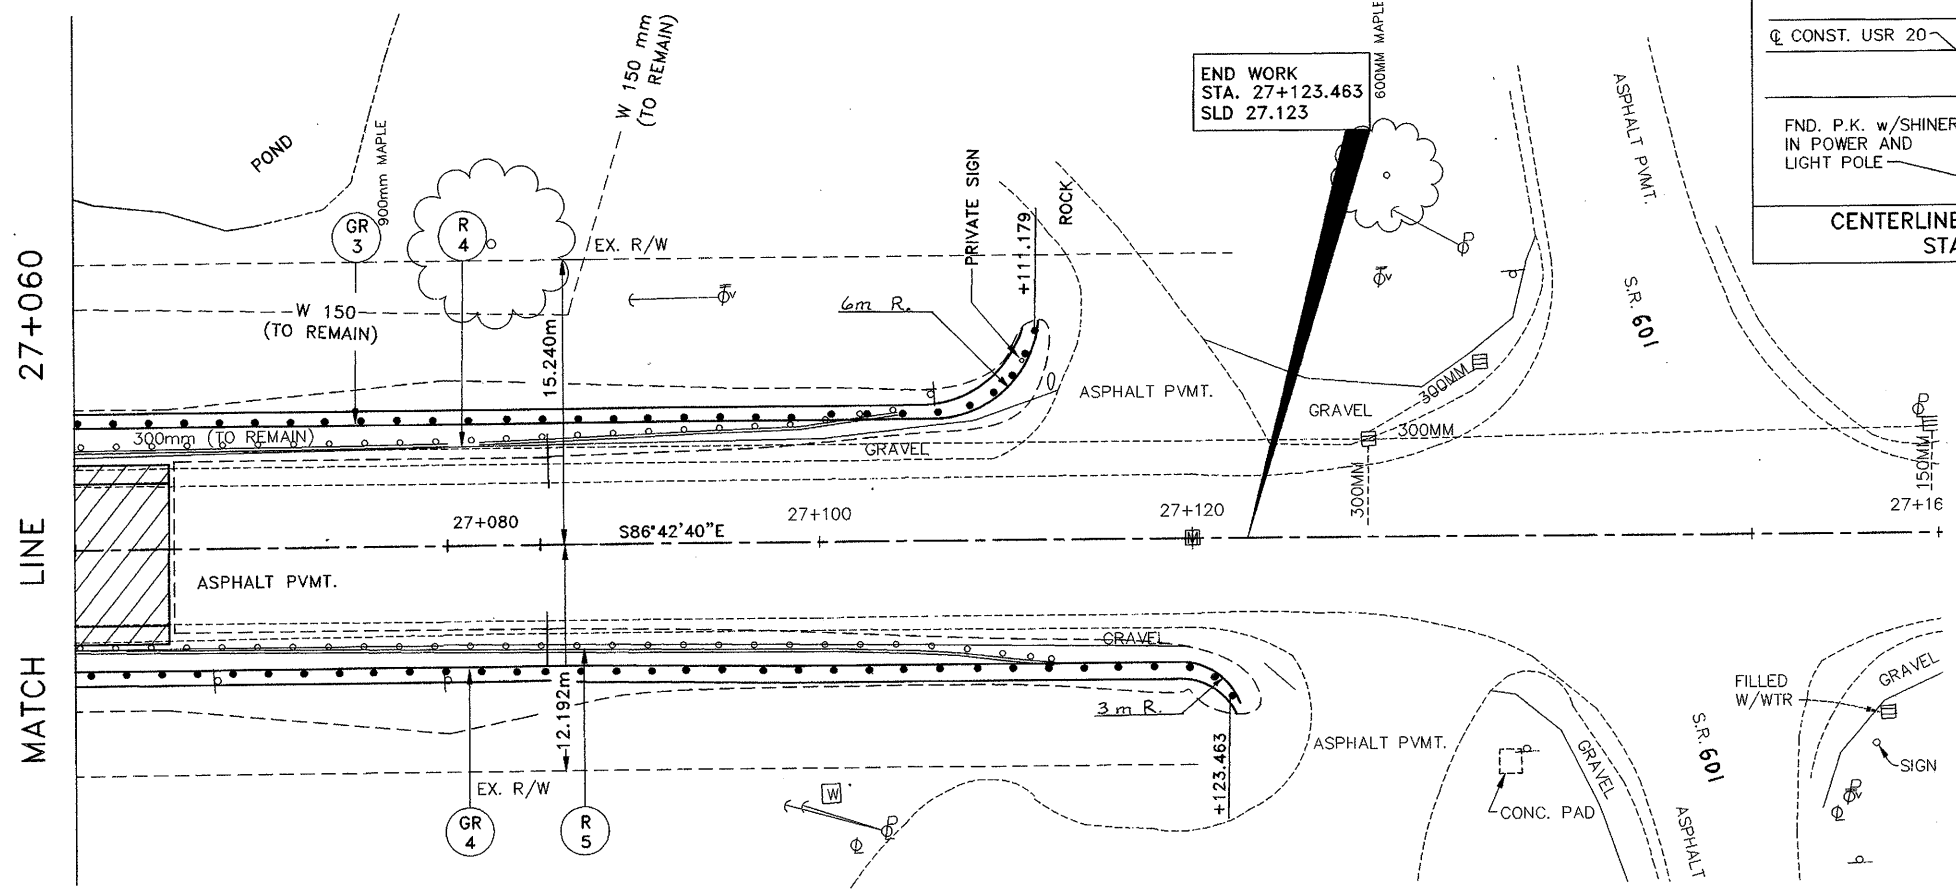 MATCH LINE 27+060
POND
900mm MAPLE
W 150 mm
(TO REMAIN)
GR
3
R
4
EX. R/W
W 150
(TO REMAIN)
15.240m
6m R.
PRIVATE SIGN
+111.179
ROCK
END WORK
STA. 27+123.463
SLD 27.123
600MM MAPLE
ASPHALT PVMT.
S.R. 601
℄ CONST. USR 20
FND. P.K. w/SHINER
IN POWER AND
LIGHT POLE
CENTERLINE
STA
300mm (TO REMAIN)
GRAVEL
ASPHALT PVMT.
GRAVEL
300MM
300MM
300MM
150MM
27+080
S86°42'40"E
27+100
27+120
M
27+16
ASPHALT PVMT.
GRAVEL
12.192m
3 m R.
+123.463
EX. R/W
GR
4
R
5
W
ASPHALT PVMT.
CONC. PAD
GRAVEL
S.R. 601
ASPHALT
FILLED
W/WTR
GRAVEL
SIGN